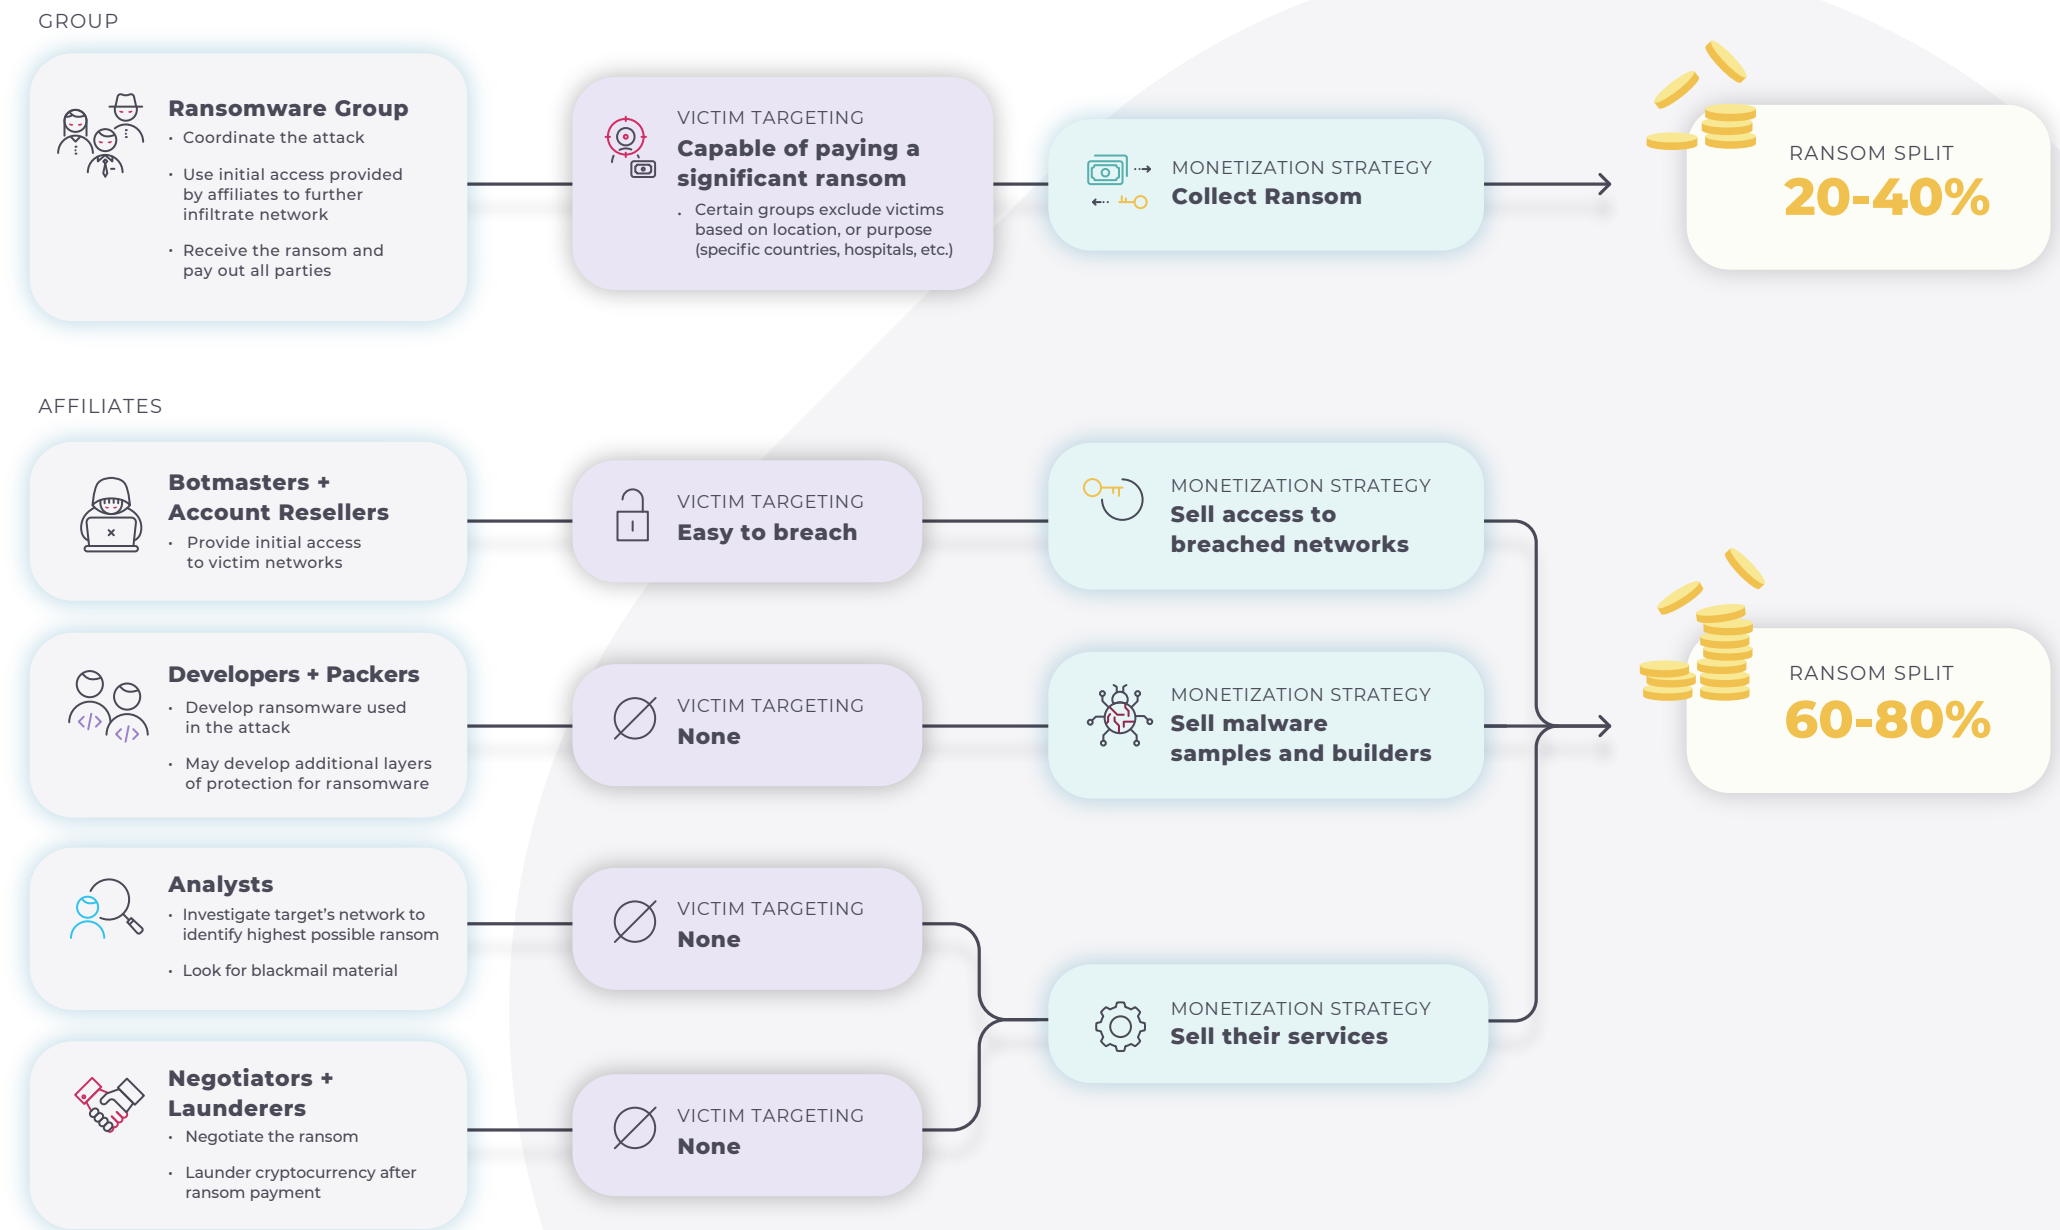 GROUP
Ransomware Group
· Coordinate the attack
· Use initial access provided
by affiliates to further
infiltrate network
· Receive the ransom and
pay out all parties
VICTIM TARGETING
Capable of paying a
significant ransom
· Certain groups exclude victims
based on location, or purpose
(specific countries, hospitals, etc.)
MONETIZATION STRATEGY
Collect Ransom
RANSOM SPLIT
20-40%
AFFILIATES
Botmasters +
Account Resellers
· Provide initial access
to victim networks
VICTIM TARGETING
Easy to breach
MONETIZATION STRATEGY
Sell access to
breached networks
Developers + Packers
· Develop ransomware used
in the attack
· May develop additional layers
of protection for ransomware
VICTIM TARGETING
None
MONETIZATION STRATEGY
Sell malware
samples and builders
RANSOM SPLIT
60-80%
Analysts
· Investigate target’s network to
identify highest possible ransom
· Look for blackmail material
VICTIM TARGETING
None
MONETIZATION STRATEGY
Sell their services
Negotiators +
Launderers
· Negotiate the ransom
· Launder cryptocurrency after
ransom payment
VICTIM TARGETING
None